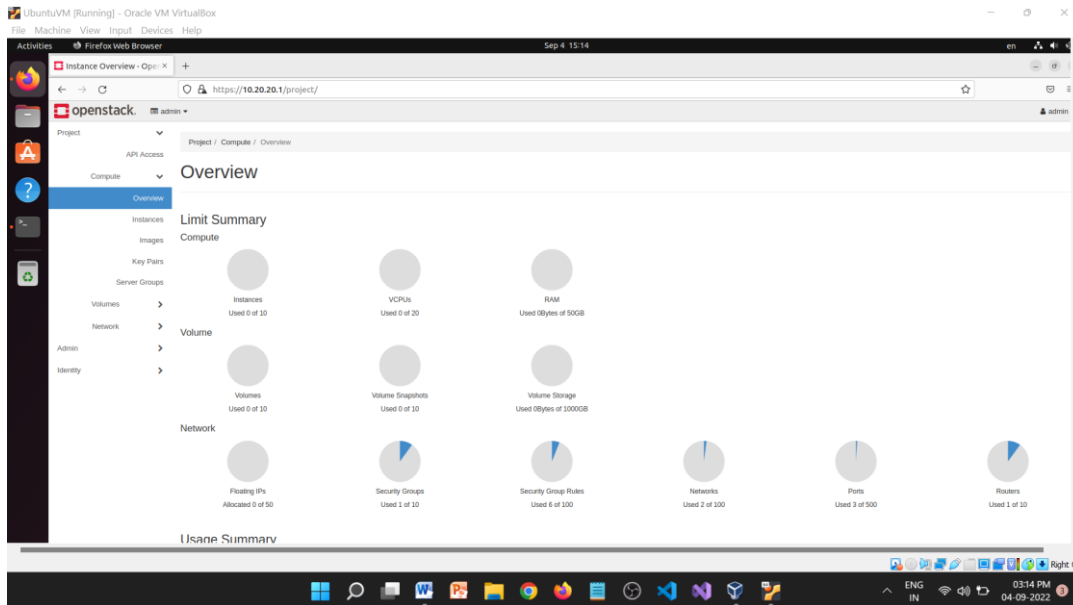 UbuntuVM [Running] - Oracle VM VirtualBox
File Machine View Input Devices Help
Activities Firefox Web Browser Sep 4 15:14 en
Instance Overview - Oper × +
https://10.20.20.1/project/
openstack. admin admin
Project
API Access
Compute
Overview
Instances
Images
Key Pairs
Server Groups
Volumes
Network
Admin
Identity
Project / Compute / Overview
Overview
Limit Summary
Compute
Instances VCPUs RAM
Used 0 of 10 Used 0 of 20 Used 0Bytes of 50GB
Volume
Volumes Volume Snapshots Volume Storage
Used 0 of 10 Used 0 of 10 Used 0Bytes of 1000GB
Network
Floating IPs Security Groups Security Group Rules Networks Ports Routers
Allocated 0 of 50 Used 1 of 10 Used 6 of 100 Used 2 of 100 Used 3 of 500 Used 1 of 10
Usage Summary
Right
ENG 03:14 PM
IN 04-09-2022 3